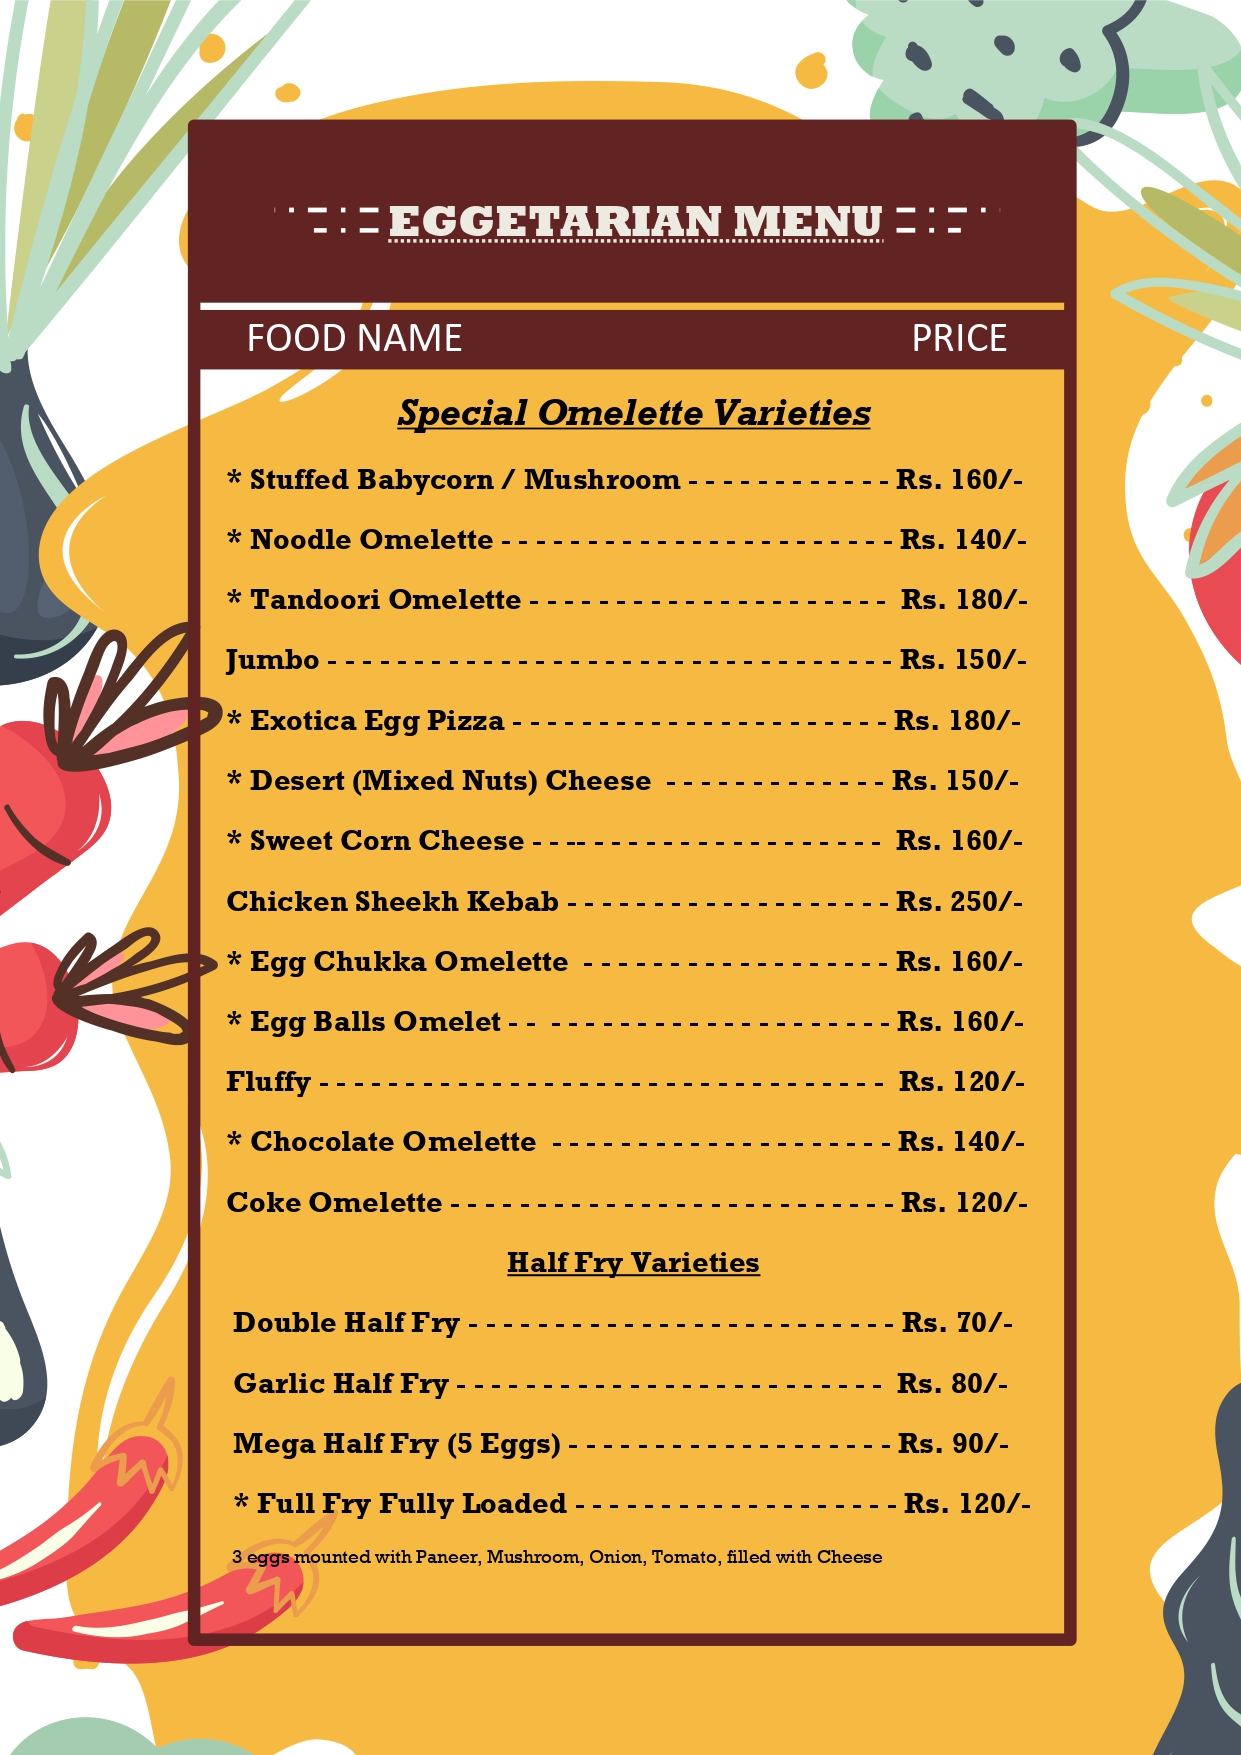 EGGETARIAN MENU
FOOD NAME PRICE
Special Omelette Varieties
* Stuffed Babycorn / Mushroom - - - - - - - - - - - - Rs. 160/-
* Noodle Omelette - - - - - - - - - - - - - - - - - - - - - - - Rs. 140/-
* Tandoori Omelette - - - - - - - - - - - - - - - - - - - - - Rs. 180/-
Jumbo - - - - - - - - - - - - - - - - - - - - - - - - - - - - - - - - - Rs. 150/-
* Exotica Egg Pizza - - - - - - - - - - - - - - - - - - - - - - Rs. 180/-
* Desert (Mixed Nuts) Cheese - - - - - - - - - - - - - Rs. 150/-
* Sweet Corn Cheese - - -- - - - - - - - - - - - - - - - - - Rs. 160/-
Chicken Sheekh Kebab - - - - - - - - - - - - - - - - - - - Rs. 250/-
* Egg Chukka Omelette - - - - - - - - - - - - - - - - - - Rs. 160/-
* Egg Balls Omelet - - - - - - - - - - - - - - - - - - - - - - Rs. 160/-
Fluffy - - - - - - - - - - - - - - - - - - - - - - - - - - - - - - - - - Rs. 120/-
* Chocolate Omelette - - - - - - - - - - - - - - - - - - - - Rs. 140/-
Coke Omelette - - - - - - - - - - - - - - - - - - - - - - - - - - Rs. 120/-
Half Fry Varieties
Double Half Fry - - - - - - - - - - - - - - - - - - - - - - - - - Rs. 70/-
Garlic Half Fry - - - - - - - - - - - - - - - - - - - - - - - - - Rs. 80/-
Mega Half Fry (5 Eggs) - - - - - - - - - - - - - - - - - - - Rs. 90/-
* Full Fry Fully Loaded - - - - - - - - - - - - - - - - - - - Rs. 120/-
3 eggs mounted with Paneer, Mushroom, Onion, Tomato, filled with Cheese